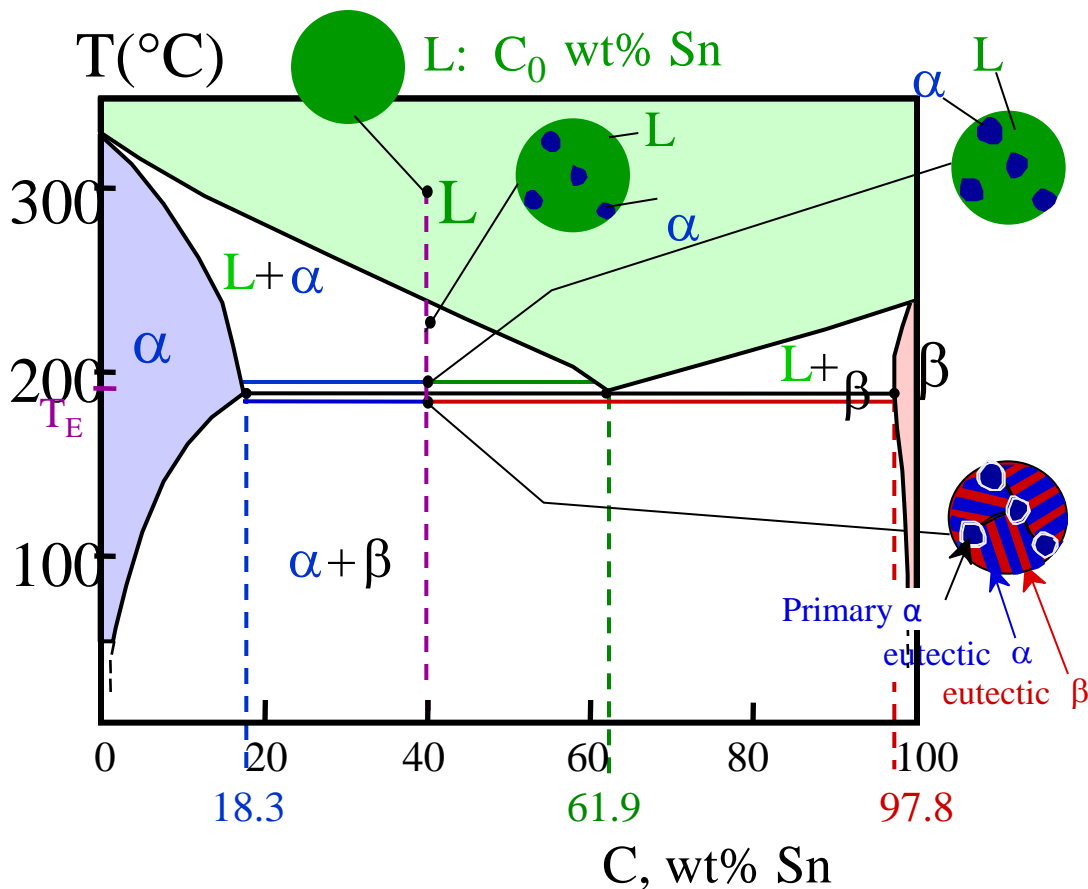 T(°C)
L: C0 wt% Sn
L
α
L
300
L
α
L+α
α
200
L+β
β
TE
100
α+β
Primary α
eutectic α
eutectic β
0
20
40
60
80
100
18.3
61.9
97.8
C, wt% Sn